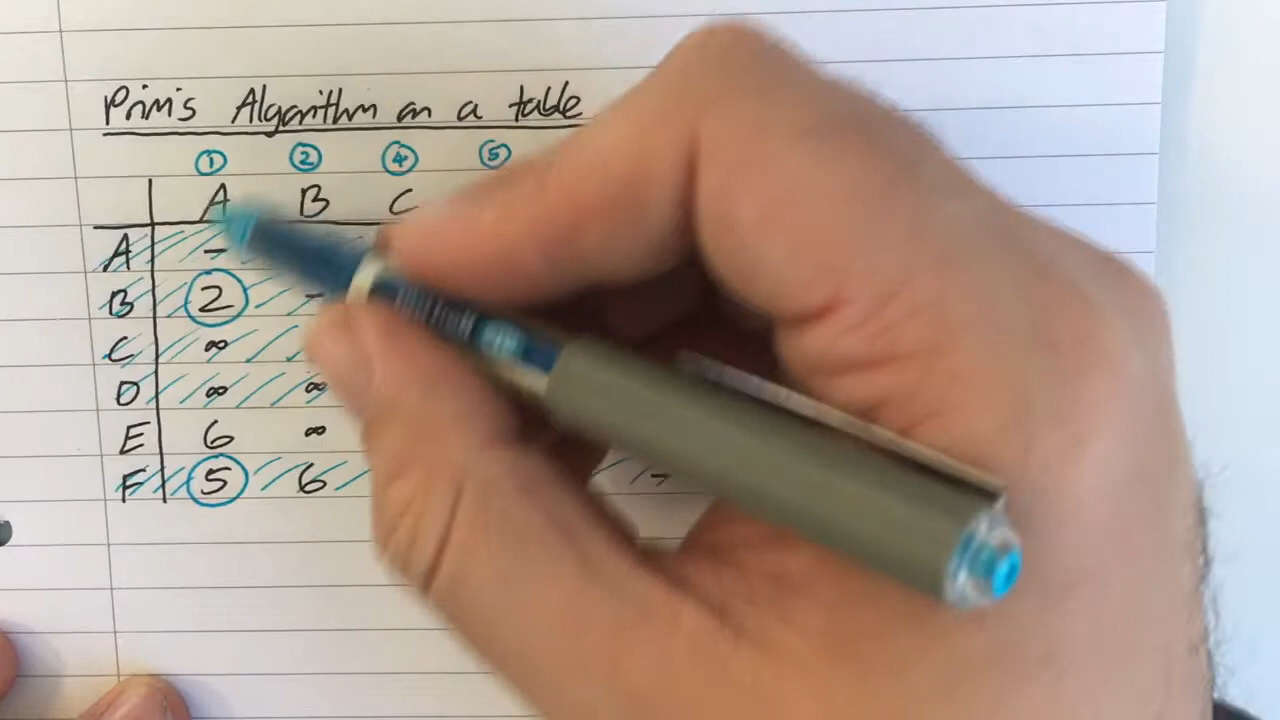 Prim's Algorithm on a table
① ② ④ ⑤
A B C
A -
B 2 -
C ∞
D ∞ ∞
E 6 ∞
F 5 6 -